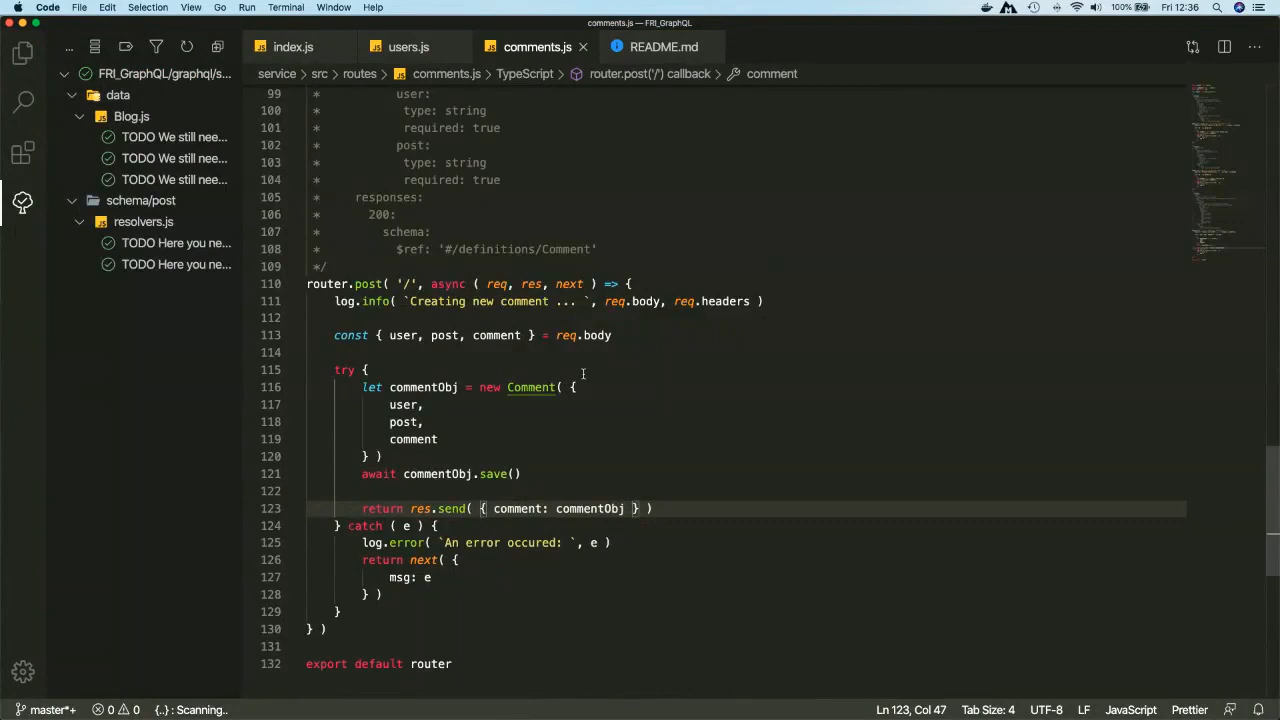 Code File Edit Selection View Go Run Terminal Window Help 100% Fri 12:36
comments.js — FRI_GraphQL
... JS index.js JS users.js JS comments.js README.md ...
FRI_GraphQL/graphql/s... service src routes JS comments.js TypeScript router.post('/') callback comment
data
JS Blog.js
TODO We still nee...
TODO We still nee...
TODO We still nee...
schema/post
JS resolvers.js
TODO Here you ne...
TODO Here you ne...
99 * user:
100 * type: string
101 * required: true
102 * post:
103 * type: string
104 * required: true
105 * responses:
106 * 200:
107 * schema:
108 * $ref: '#/definitions/Comment'
109 */
110 router.post( '/', async ( req, res, next ) => {
111 log.info( `Creating new comment ... `, req.body, req.headers )
112
113 const { user, post, comment } = req.body
114
115 try {
116 let commentObj = new Comment( {
117 user,
118 post,
119 comment
120 } )
121 await commentObj.save()
122
123 return res.send( { comment: commentObj } )
124 } catch ( e ) {
125 log.error( `An error occured: `, e )
126 return next( {
127 msg: e
128 } )
129 }
130 } )
131
132 export default router
master*+ 0 0 {..} : Scanning.. Ln 123, Col 47 Tab Size: 4 UTF-8 LF JavaScript Prettier